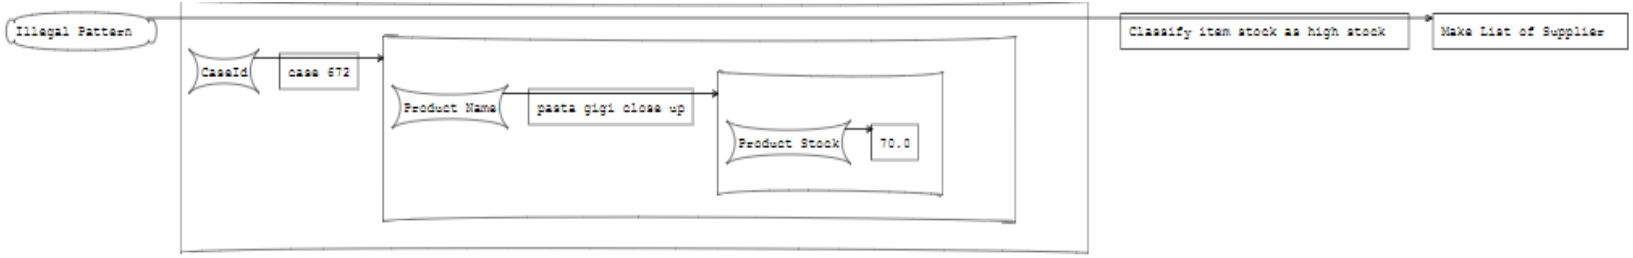 Illegal Pattern
Classify item stock as high stock
Make List of Supplier
CaseId
case 672
Product Name
pasta gigi close up
Product Stock
70.0